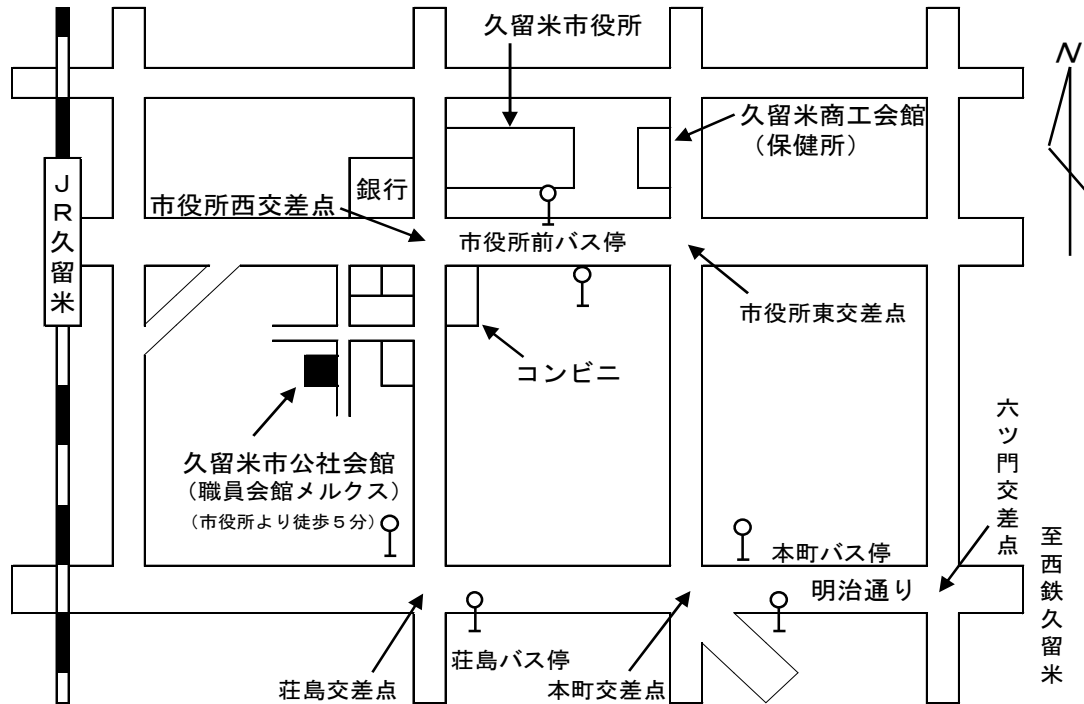 久留米市役所
N
久留米商工会館
（保健所）
JR久留米
銀行
市役所西交差点
市役所前バス停
市役所東交差点
コンビニ
六ツ門交差点
久留米市公社会館
（職員会館メルクス）
（市役所より徒歩５分）
本町バス停
至西鉄久留米
明治通り
荘島バス停
荘島交差点
本町交差点